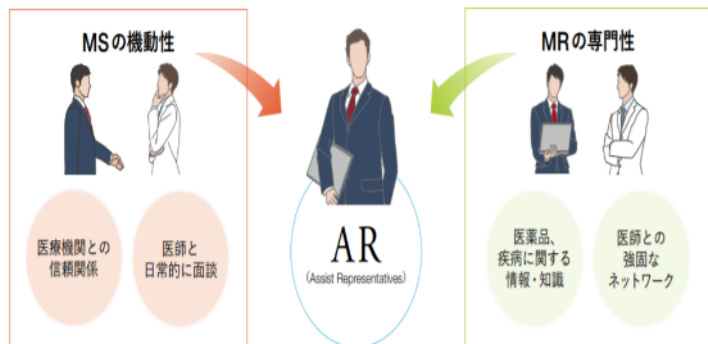 MSの機動性
医療機関との
信頼関係
医師と
日常的に面談
AR
(Assist Representatives)
MRの専門性
医薬品、
疾病に関する
情報・知識
医師との
強固な
ネットワーク